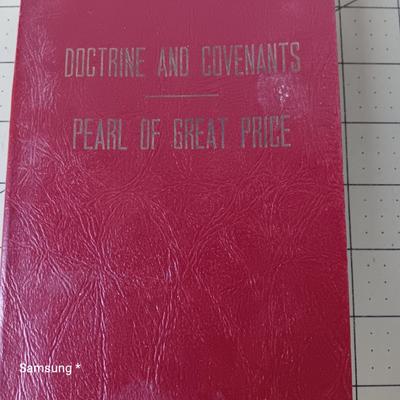 DOCTRINE AND COVENANTS
PEARL OF GREAT PRICE
Samsung *